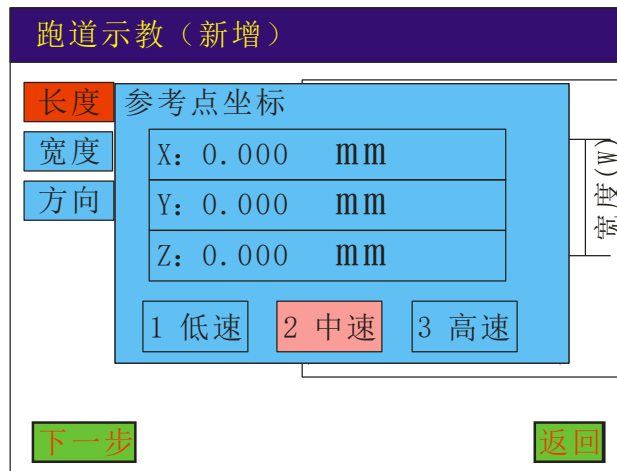 跑道示教（新增）
长度
参考点坐标
宽度
X: 0.000 mm
方向
Y: 0.000 mm
Z: 0.000 mm
宽度(W)
1 低速
2 中速
3 高速
下一步
返回